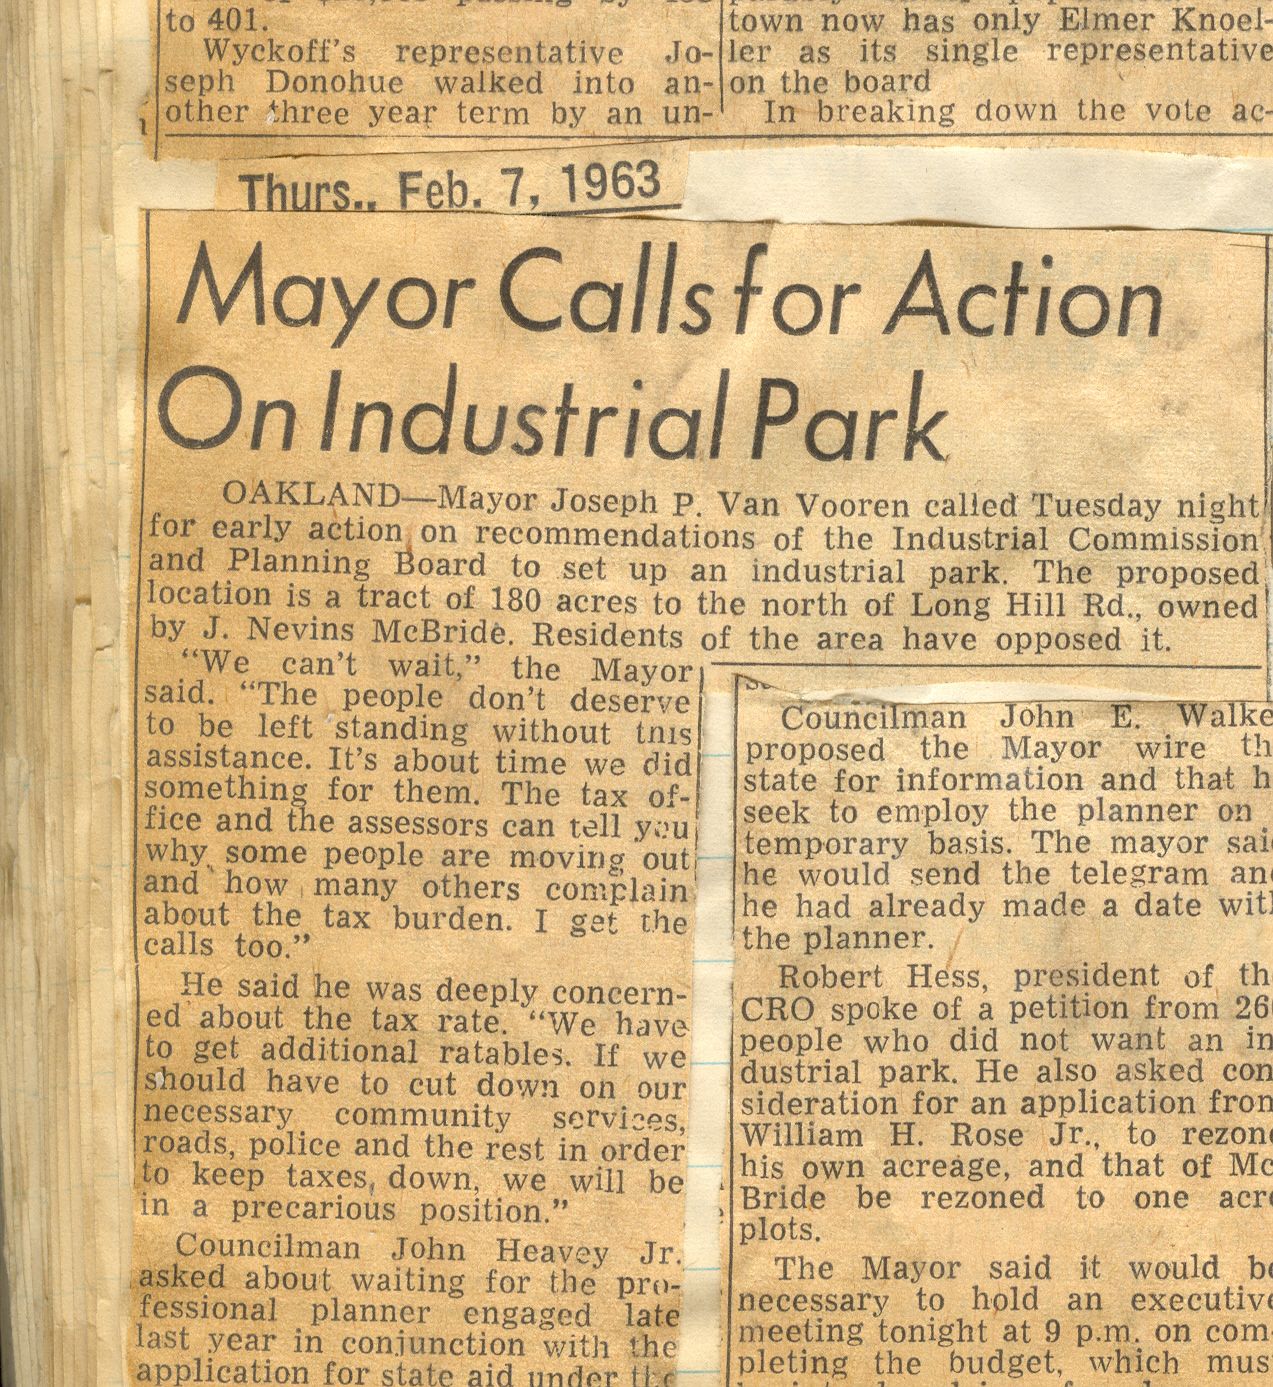 to 401.
Wyckoff's representative Jo-
seph Donohue walked into an-
other three year term by an un-
town now has only Elmer Knoel-
ler as its single representative
on the board
In breaking down the vote ac-
Thurs., Feb. 7, 1963
Mayor Calls for Action
On Industrial Park
OAKLAND—Mayor Joseph P. Van Vooren called Tuesday night
for early action on recommendations of the Industrial Commission
and Planning Board to set up an industrial park. The proposed
location is a tract of 180 acres to the north of Long Hill Rd., owned
by J. Nevins McBride. Residents of the area have opposed it.
"We can't wait," the Mayor
said. "The people don't deserve
to be left standing without this
assistance. It's about time we did
something for them. The tax of-
fice and the assessors can tell you
why some people are moving out
and how many others complain
about the tax burden. I get the
calls too."
He said he was deeply concern-
ed about the tax rate. "We have
to get additional ratables. If we
should have to cut down on our
necessary community services,
roads, police and the rest in order
to keep taxes down, we will be
in a precarious position."
Councilman John Heavey Jr.
asked about waiting for the pro-
fessional planner engaged late
last year in conjunction with the
application for state aid under the
Councilman John E. Walke
proposed the Mayor wire th
state for information and that h
seek to employ the planner on
temporary basis. The mayor sai
he would send the telegram an
he had already made a date with
the planner.
Robert Hess, president of th
CRO spoke of a petition from 26
people who did not want an in
dustrial park. He also asked con
sideration for an application from
William H. Rose Jr., to rezone
his own acreage, and that of Mc
Bride be rezoned to one acre
plots.
The Mayor said it would be
necessary to hold an executive
meeting tonight at 9 p.m. on com-
pleting the budget, which mus